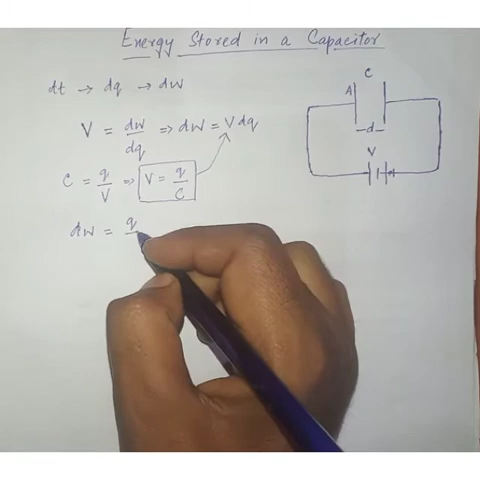 Energy Stored in a Capacitor
dt → dq → dW
V = dW/dq ⇒ dW = V dq
C = q/V ⇒ V = q/C
dW = q
C
A
d
V